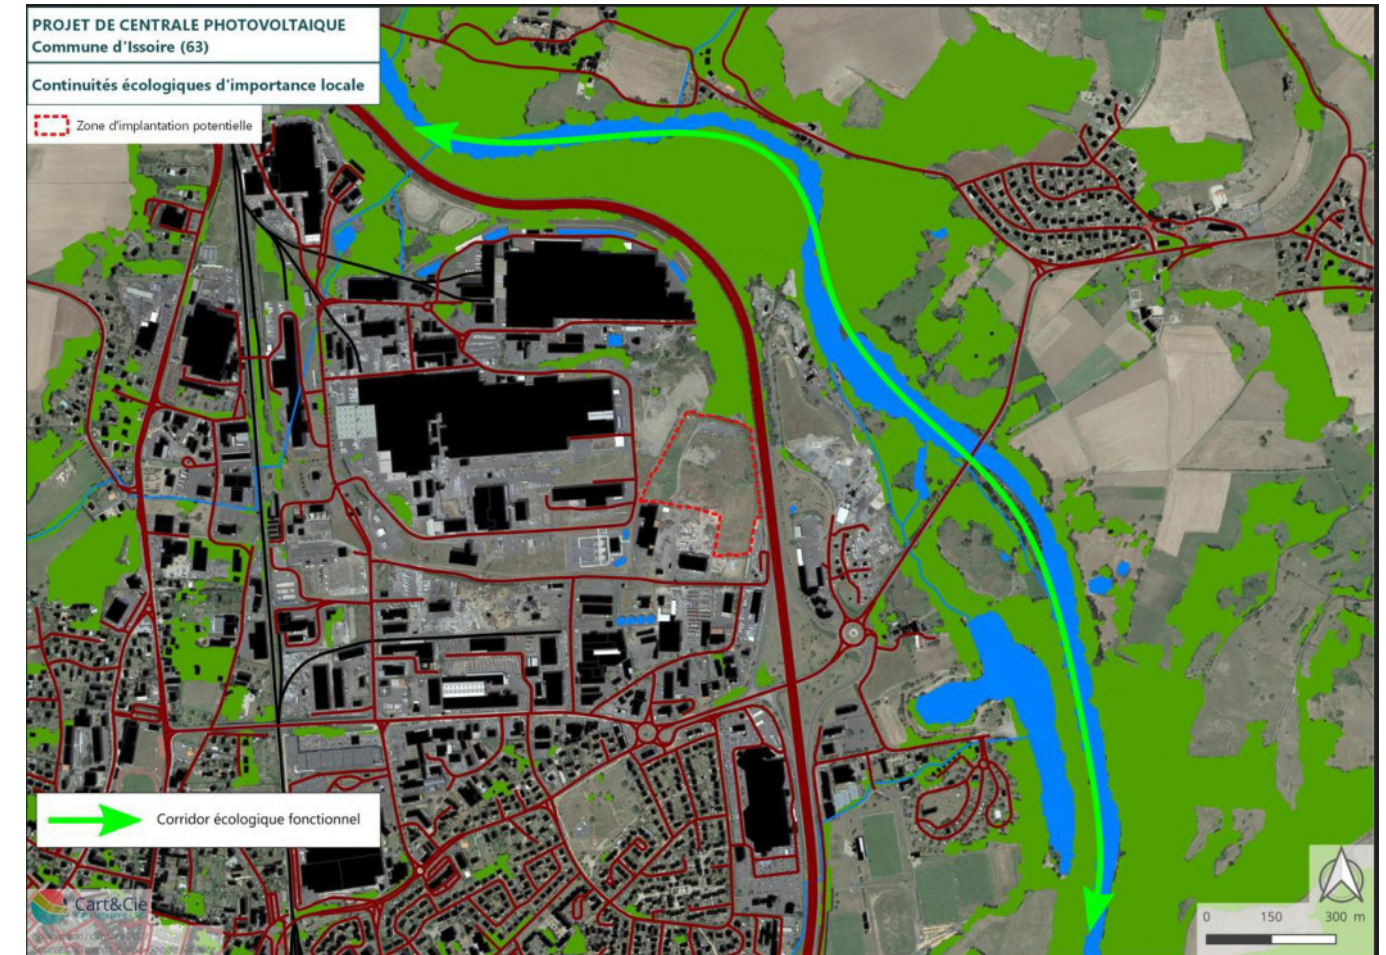 PROJET DE CENTRALE PHOTOVOLTAIQUE
Commune d'Issoire (63)
Continuités écologiques d'importance locale
Zone d'implantation potentielle
Corridor écologique fonctionnel
Cart&Cie
0 150 300 m